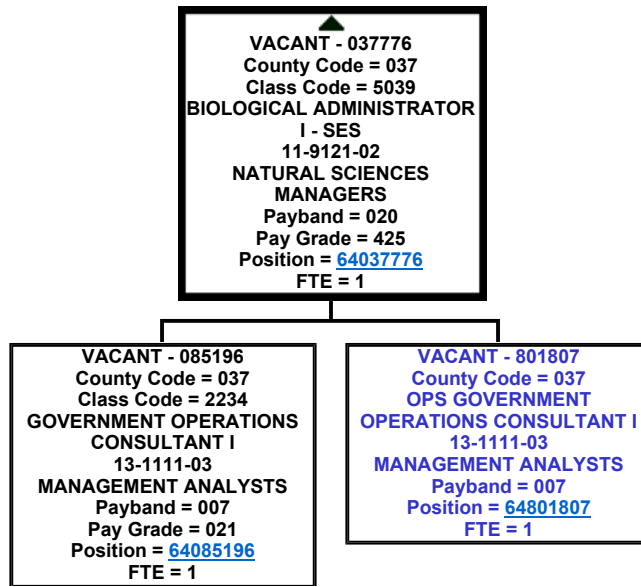 VACANT - 037776
County Code = 037
Class Code = 5039
BIOLOGICAL ADMINISTRATOR
I - SES
11-9121-02
NATURAL SCIENCES
MANAGERS
Payband = 020
Pay Grade = 425
Position = 64037776
FTE = 1
VACANT - 085196
County Code = 037
Class Code = 2234
GOVERNMENT OPERATIONS
CONSULTANT I
13-1111-03
MANAGEMENT ANALYSTS
Payband = 007
Pay Grade = 021
Position = 64085196
FTE = 1
VACANT - 801807
County Code = 037
OPS GOVERNMENT
OPERATIONS CONSULTANT I
13-1111-03
MANAGEMENT ANALYSTS
Payband = 007
Position = 64801807
FTE = 1